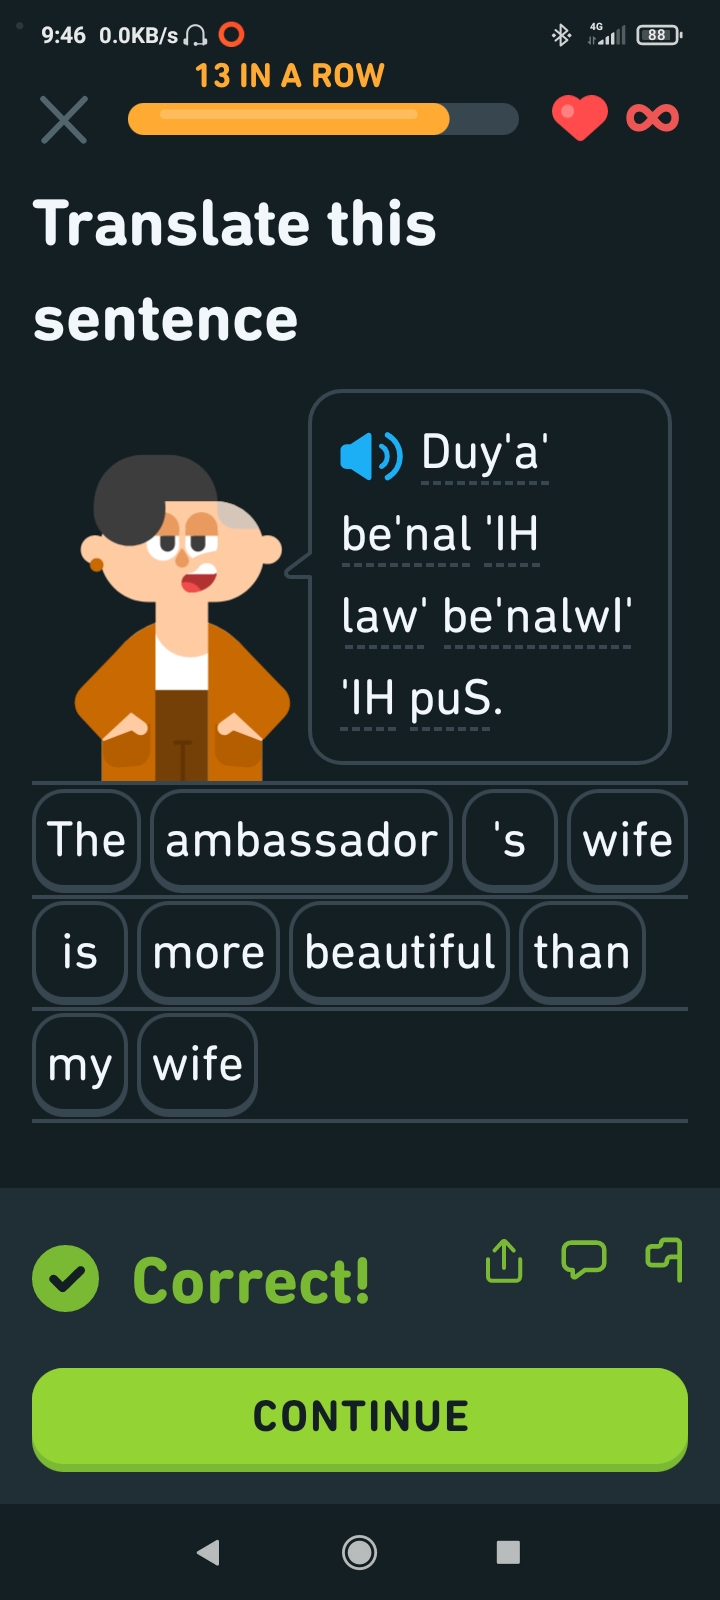 9:46 0.0KB/s 4G 88
13 IN A ROW
Translate this
sentence
Duy'a'
be'nal 'IH
law' be'nalwI'
'IH puS.
The ambassador 's wife
is more beautiful than
my wife
Correct!
CONTINUE